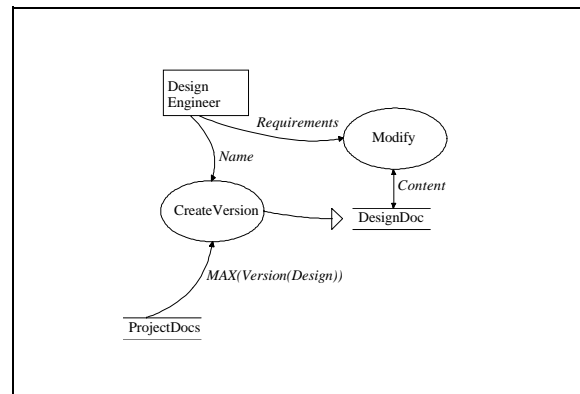 Design
Engineer
Requirements
Modify
Name
Content
CreateVersion
DesignDoc
MAX(Version(Design))
ProjectDocs